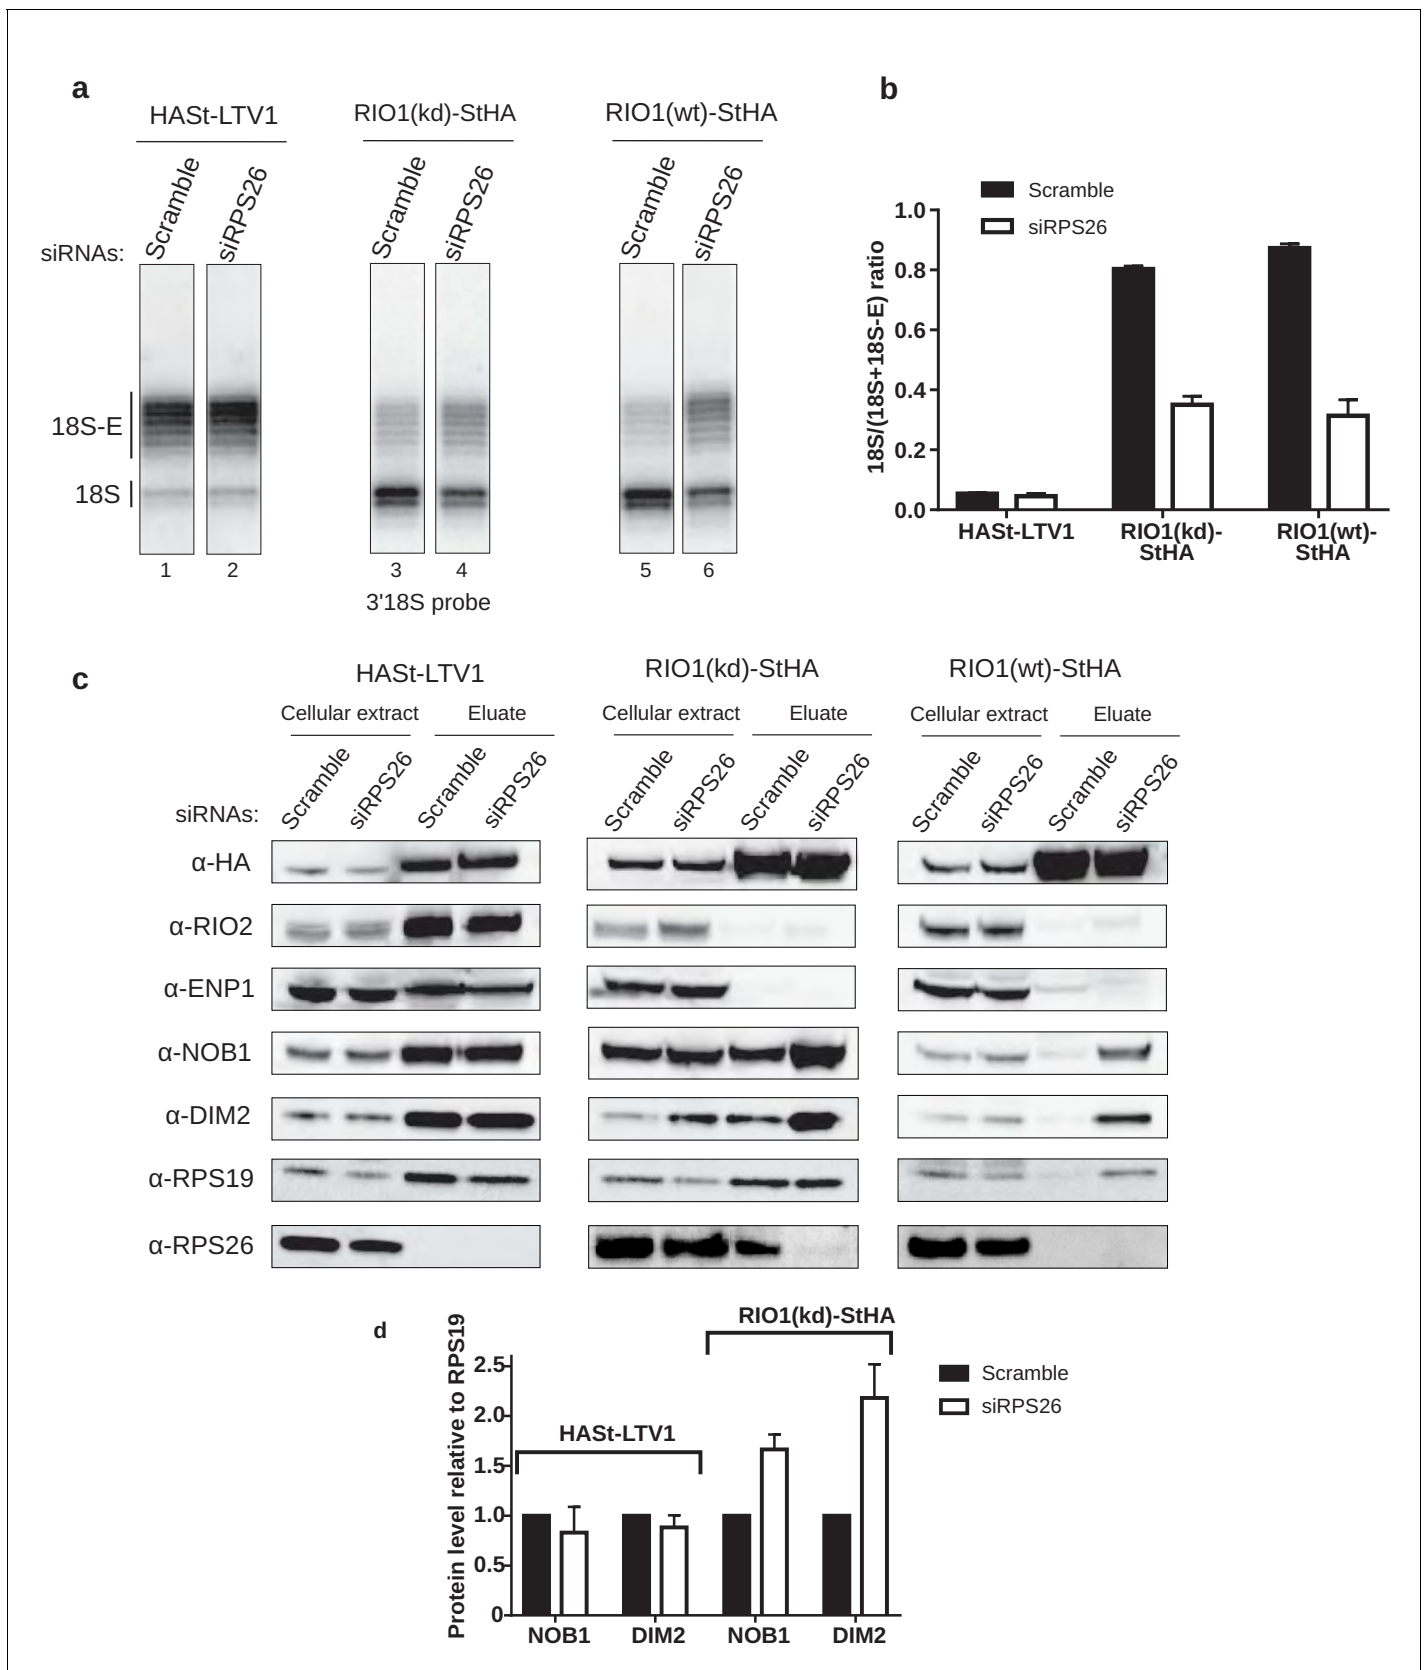 a
HASt-LTV1
RIO1(kd)-StHA
RIO1(wt)-StHA
siRNAs:
Scramble
siRPS26
Scramble
siRPS26
Scramble
siRPS26
18S-E
18S
1
2
3
4
5
6
3'18S probe
b
Scramble
siRPS26
18S/(18S+18S-E) ratio
1.0
0.8
0.6
0.4
0.2
0.0
HASt-LTV1
RIO1(kd)-
StHA
RIO1(wt)-
StHA
c
HASt-LTV1
RIO1(kd)-StHA
RIO1(wt)-StHA
Cellular extract
Eluate
Cellular extract
Eluate
Cellular extract
Eluate
siRNAs:
Scramble
siRPS26
Scramble
siRPS26
Scramble
siRPS26
Scramble
siRPS26
Scramble
siRPS26
Scramble
siRPS26
α-HA
α-RIO2
α-ENP1
α-NOB1
α-DIM2
α-RPS19
α-RPS26
d
Protein level relative to RPS19
2.5
2.0
1.5
1.0
0.5
0
HASt-LTV1
RIO1(kd)-StHA
Scramble
siRPS26
NOB1
DIM2
NOB1
DIM2